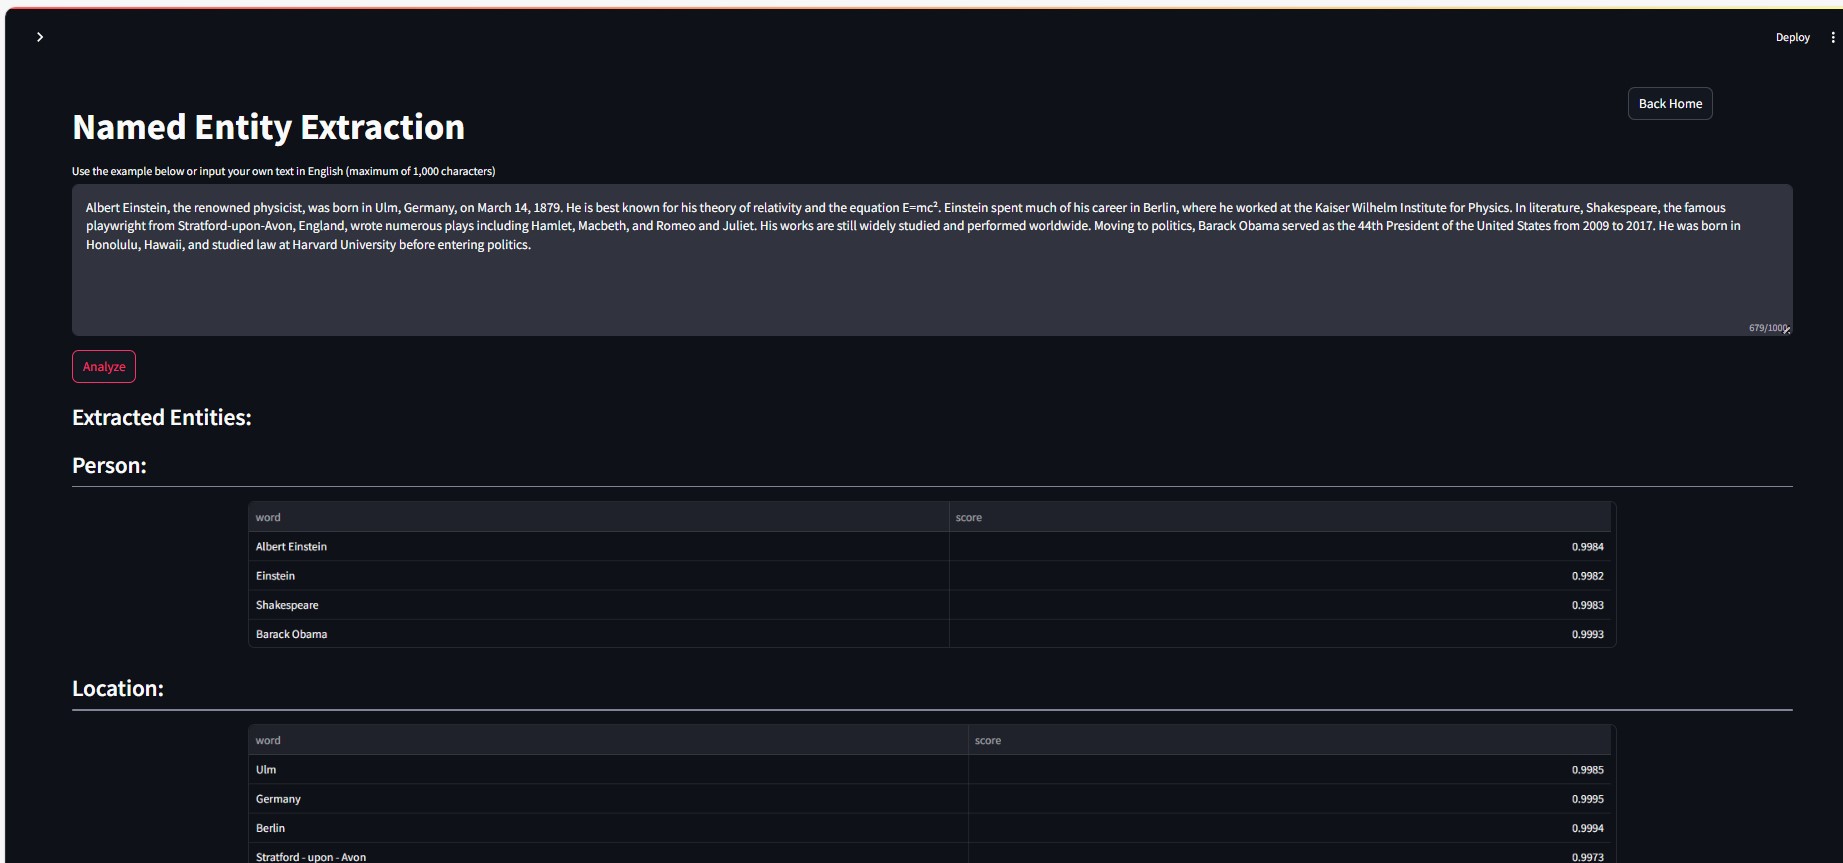 Deploy
Back Home
Named Entity Extraction
Use the example below or input your own text in English (maximum of 1,000 characters)
Albert Einstein, the renowned physicist, was born in Ulm, Germany, on March 14, 1879. He is best known for his theory of relativity and the equation E=mc². Einstein spent much of his career in Berlin, where he worked at the Kaiser Wilhelm Institute for Physics. In literature, Shakespeare, the famous
playwright from Stratford-upon-Avon, England, wrote numerous plays including Hamlet, Macbeth, and Romeo and Juliet. His works are still widely studied and performed worldwide. Moving to politics, Barack Obama served as the 44th President of the United States from 2009 to 2017. He was born in
Honolulu, Hawaii, and studied law at Harvard University before entering politics.
679/1000
Analyze
Extracted Entities:
Person:
word score
Albert Einstein 0.9984
Einstein 0.9982
Shakespeare 0.9983
Barack Obama 0.9993
Location:
word score
Ulm 0.9985
Germany 0.9995
Berlin 0.9994
Stratford - upon - Avon 0.9973